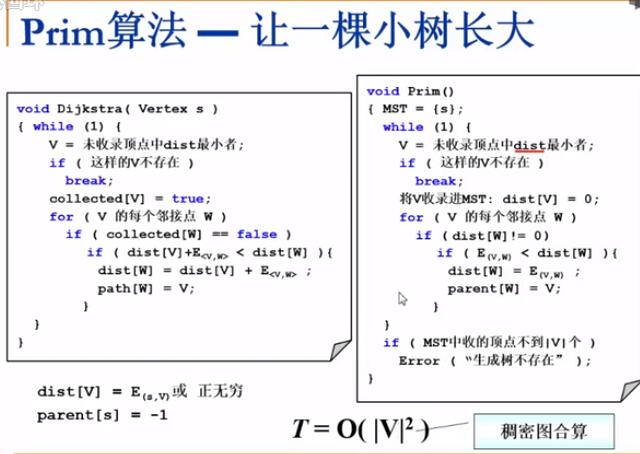 Prim算法 — 让一棵小树长大
void Dijkstra( Vertex s )
{ while (1) {
V = 未收录顶点中dist最小者;
if ( 这样的V不存在 )
break;
collected[V] = true;
for ( V 的每个邻接点 W )
if ( collected[W] == false )
if ( dist[V]+E<V,W> < dist[W] ){
dist[W] = dist[V] + E<V,W> ;
path[W] = V;
}
}
}
void Prim()
{ MST = {s};
while (1) {
V = 未收录顶点中dist最小者;
if ( 这样的V不存在 )
break;
将V收录进MST: dist[V] = 0;
for ( V 的每个邻接点 W )
if ( dist[W]!= 0)
if ( E(V,W) < dist[W] ){
dist[W] = E(V,W) ;
parent[W] = V;
}
}
if ( MST中收的顶点不到|V|个 )
Error ( “生成树不存在” );
}
dist[V] = E(s,V)或 正无穷
parent[s] = -1
T = O( |V|2 )
稠密图合算